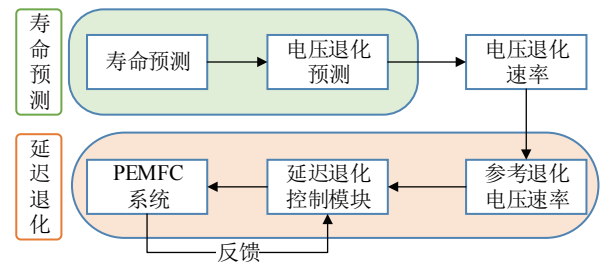 寿命预测
寿命预测
电压退化
预测
电压退化
速率
延迟退化
PEMFC
系统
延迟退化
控制模块
参考退化
电压速率
反馈